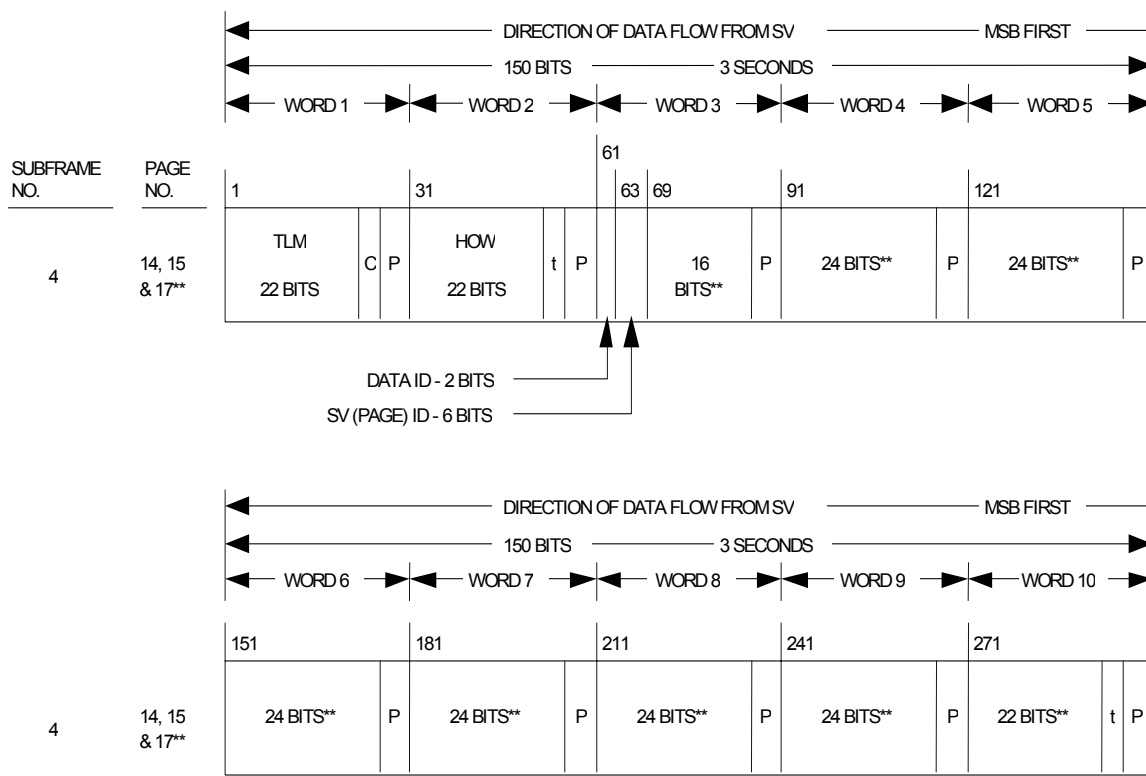 DIRECTION OF DATA FLOW FROM SV MSB FIRST
150 BITS 3 SECONDS
WORD 1 WORD 2 WORD 3 WORD 4 WORD 5
SUBFRAME NO.
PAGE NO.
1 31 61 63 69 91 121
4
14, 15 & 17**
TLM
22 BITS
C
P
HOW
22 BITS
t
P
16
BITS**
P
24 BITS**
P
24 BITS**
P
DATA ID - 2 BITS
SV (PAGE) ID - 6 BITS
DIRECTION OF DATA FLOW FROM SV MSB FIRST
150 BITS 3 SECONDS
WORD 6 WORD 7 WORD 8 WORD 9 WORD 10
151 181 211 241 271
4
14, 15 & 17**
24 BITS** P 24 BITS** P 24 BITS** P 24 BITS** P 22 BITS** t P